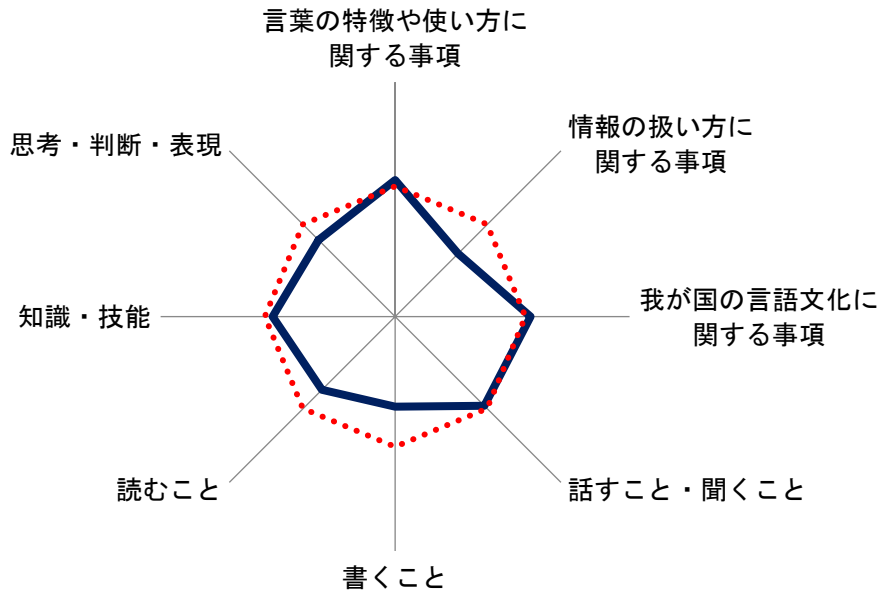 言葉の特徴や使い方に
関する事項
情報の扱い方に
関する事項
我が国の言語文化に
関する事項
話すこと・聞くこと
書くこと
読むこと
知識・技能
思考・判断・表現